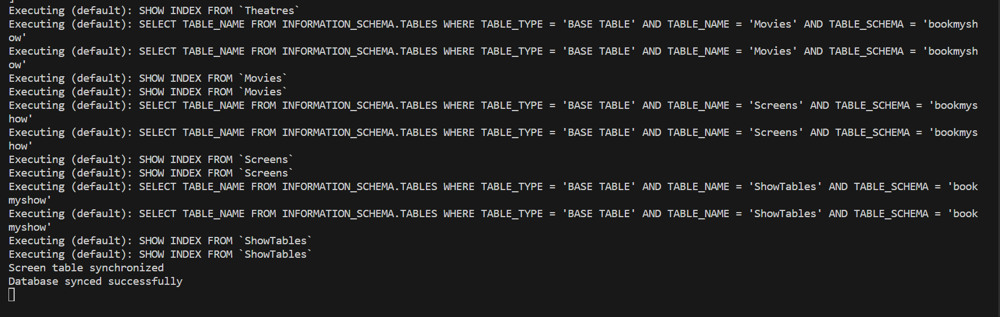 Executing (default): SHOW INDEX FROM `Theatres`
Executing (default): SELECT TABLE_NAME FROM INFORMATION_SCHEMA.TABLES WHERE TABLE_TYPE = 'BASE TABLE' AND TABLE_NAME = 'Movies' AND TABLE_SCHEMA = 'bookmysh
ow'
Executing (default): SELECT TABLE_NAME FROM INFORMATION_SCHEMA.TABLES WHERE TABLE_TYPE = 'BASE TABLE' AND TABLE_NAME = 'Movies' AND TABLE_SCHEMA = 'bookmysh
ow'
Executing (default): SHOW INDEX FROM `Movies`
Executing (default): SHOW INDEX FROM `Movies`
Executing (default): SELECT TABLE_NAME FROM INFORMATION_SCHEMA.TABLES WHERE TABLE_TYPE = 'BASE TABLE' AND TABLE_NAME = 'Screens' AND TABLE_SCHEMA = 'bookmys
how'
Executing (default): SELECT TABLE_NAME FROM INFORMATION_SCHEMA.TABLES WHERE TABLE_TYPE = 'BASE TABLE' AND TABLE_NAME = 'Screens' AND TABLE_SCHEMA = 'bookmys
how'
Executing (default): SHOW INDEX FROM `Screens`
Executing (default): SHOW INDEX FROM `Screens`
Executing (default): SELECT TABLE_NAME FROM INFORMATION_SCHEMA.TABLES WHERE TABLE_TYPE = 'BASE TABLE' AND TABLE_NAME = 'ShowTables' AND TABLE_SCHEMA = 'book
myshow'
Executing (default): SELECT TABLE_NAME FROM INFORMATION_SCHEMA.TABLES WHERE TABLE_TYPE = 'BASE TABLE' AND TABLE_NAME = 'ShowTables' AND TABLE_SCHEMA = 'book
myshow'
Executing (default): SHOW INDEX FROM `ShowTables`
Executing (default): SHOW INDEX FROM `ShowTables`
Screen table synchronized
Database synced successfully